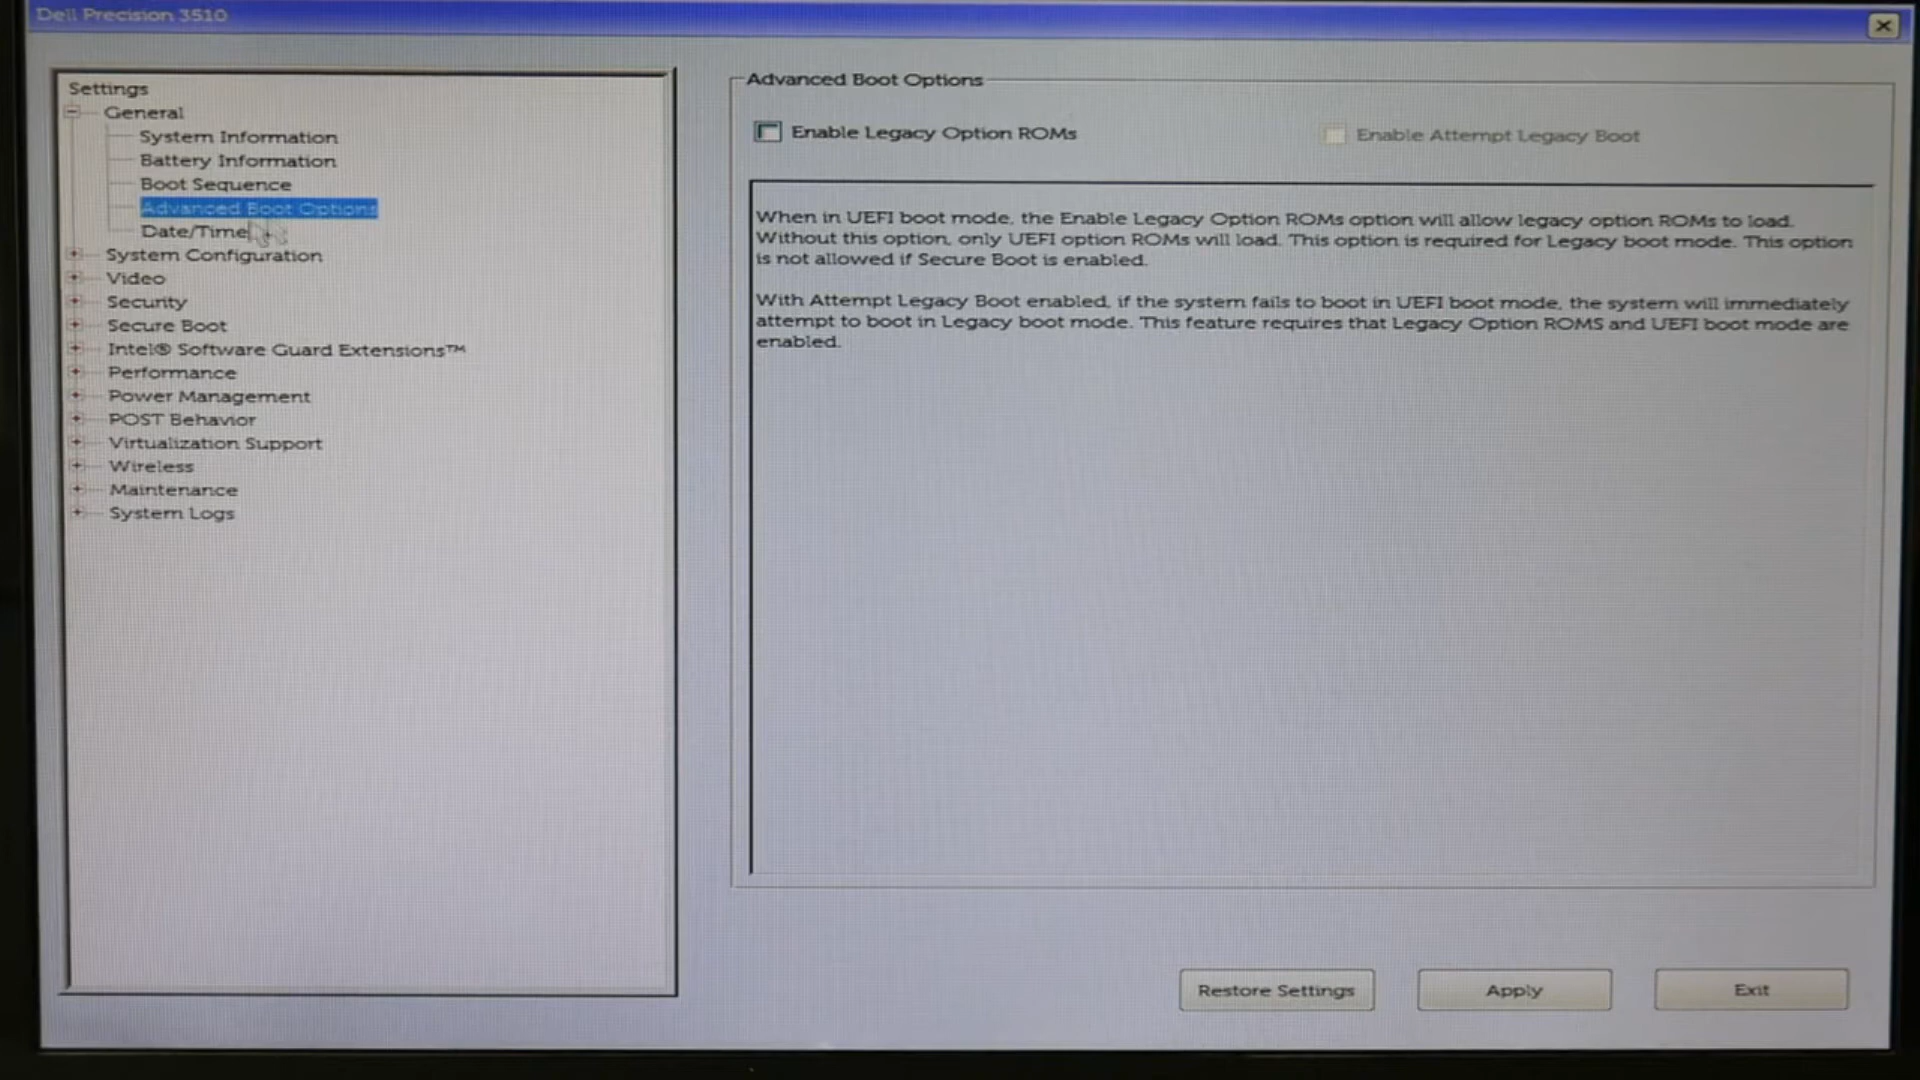 Dell Precision 3510
Settings
General
System Information
Battery Information
Boot Sequence
Advanced Boot Options
Date/Time
System Configuration
Video
Security
Secure Boot
Intel® Software Guard Extensions™
Performance
Power Management
POST Behavior
Virtualization Support
Wireless
Maintenance
System Logs
Advanced Boot Options
Enable Legacy Option ROMs
Enable Attempt Legacy Boot
When in UEFI boot mode, the Enable Legacy Option ROMs option will allow legacy option ROMs to load.
Without this option, only UEFI option ROMs will load. This option is required for Legacy boot mode. This option
is not allowed if Secure Boot is enabled.
With Attempt Legacy Boot enabled, if the system fails to boot in UEFI boot mode, the system will immediately
attempt to boot in Legacy boot mode. This feature requires that Legacy Option ROMS and UEFI boot mode are
enabled.
Restore Settings
Apply
Exit